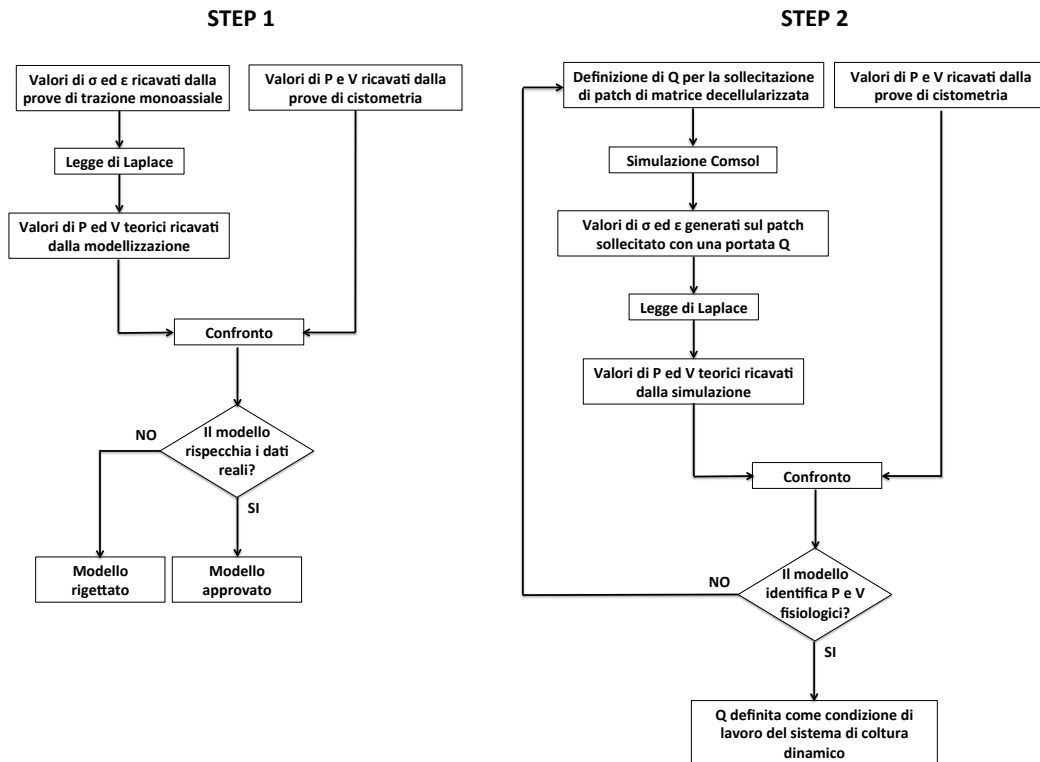 STEP 1
Valori di σ ed ε ricavati dalla
prove di trazione monoassiale
Valori di P e V ricavati dalla
prove di cistometria
Legge di Laplace
Valori di P ed V teorici ricavati
dalla modellizzazione
Confronto
Il modello
rispecchia i dati
reali?
NO
SI
Modello
rigettato
Modello
approvato
STEP 2
Definizione di Q per la sollecitazione
di patch di matrice decellularizzata
Valori di P e V ricavati dalla
prove di cistometria
Simulazione Comsol
Valori di σ ed ε generati sul patch
sollecitato con una portata Q
Legge di Laplace
Valori di P ed V teorici ricavati
dalla simulazione
Confronto
Il modello
identifica P e V
fisiologici?
NO
SI
Q definita come condizione di
lavoro del sistema di coltura
dinamico